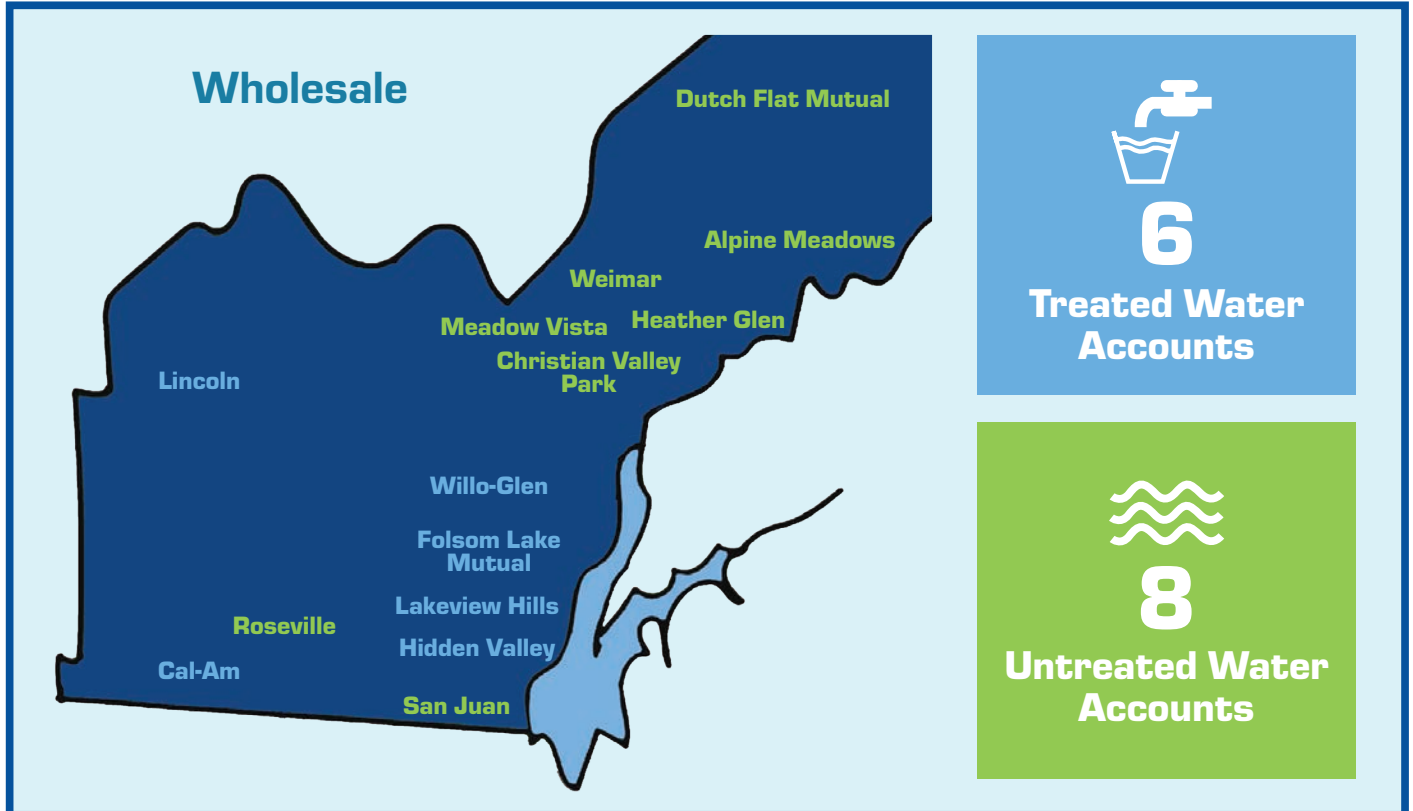 Wholesale
Dutch Flat Mutual
Alpine Meadows
Weimar
Heather Glen
Meadow Vista
Christian Valley
Park
Lincoln
Willo-Glen
Folsom Lake
Mutual
Lakeview Hills
Roseville
Hidden Valley
Cal-Am
San Juan
6
Treated Water
Accounts
8
Untreated Water
Accounts